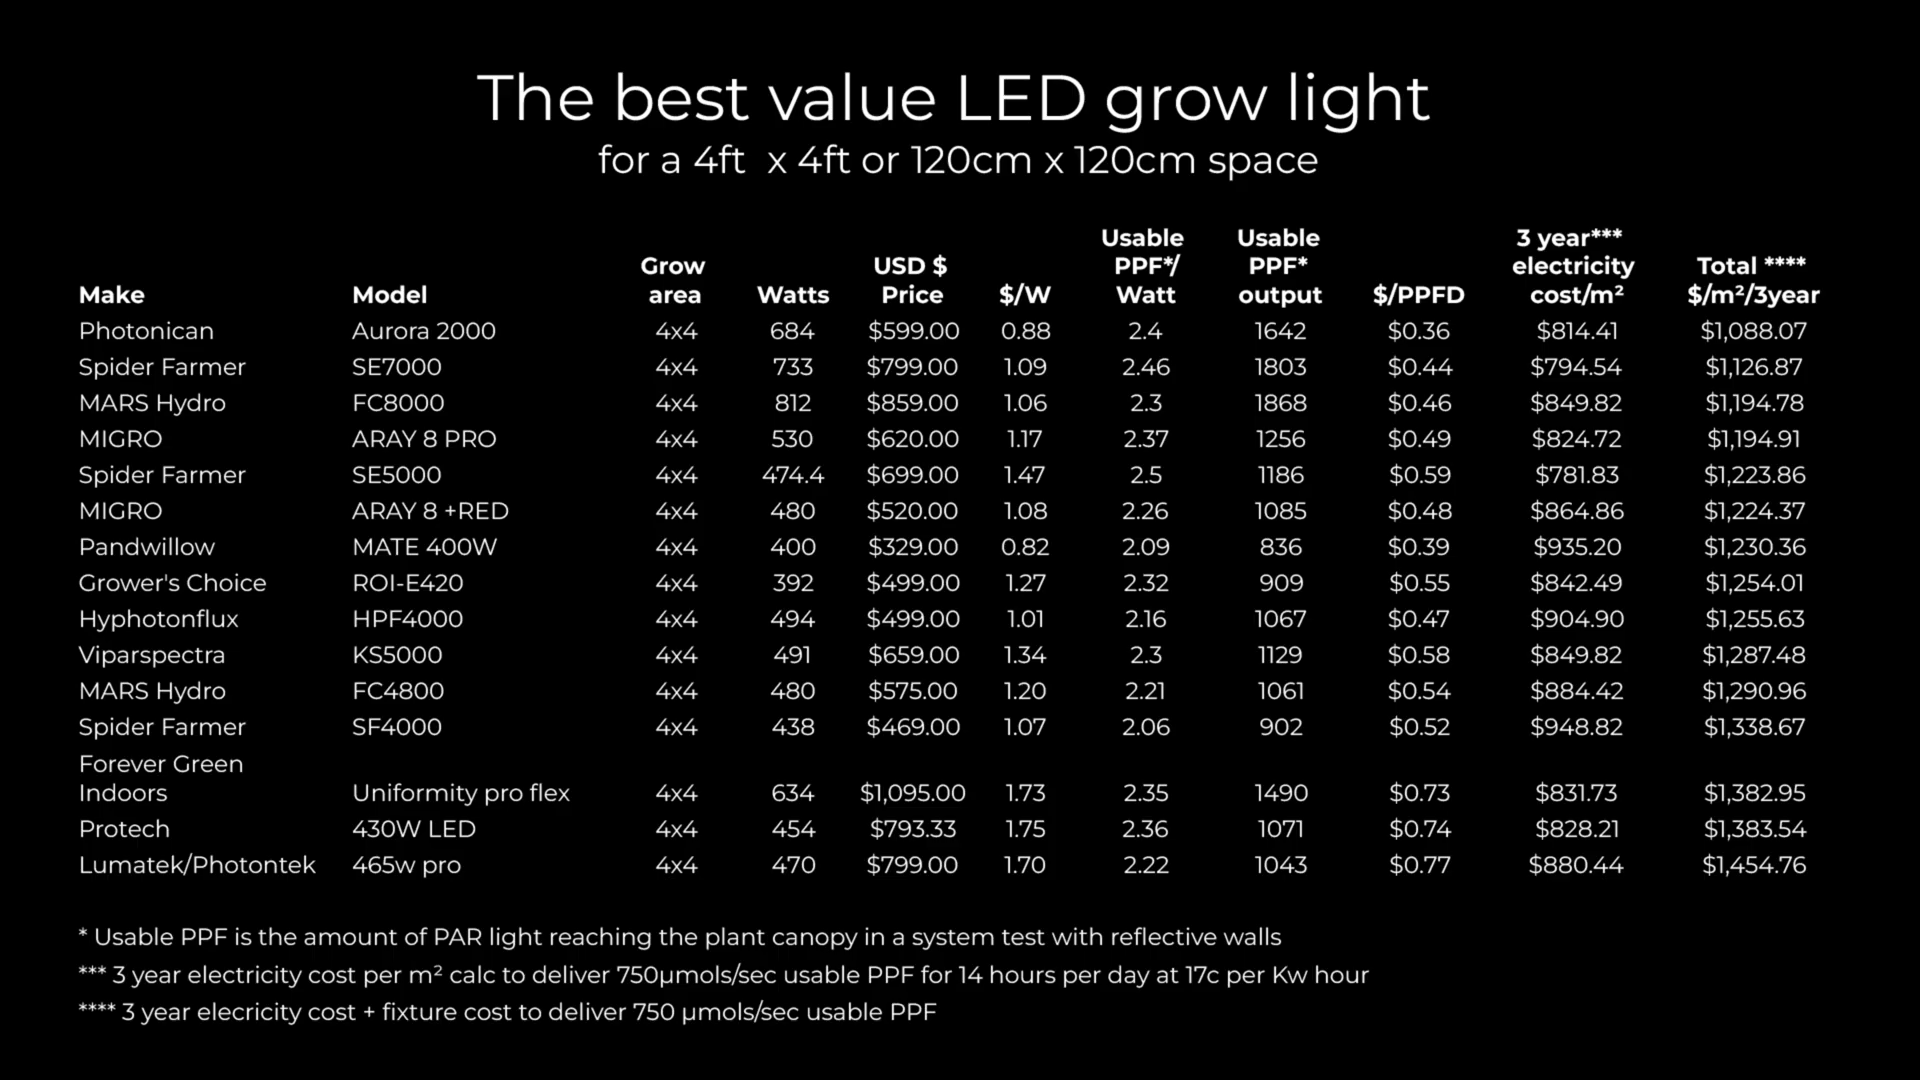 The best value LED grow light
for a 4ft x 4ft or 120cm x 120cm space
Make Model Grow area Watts USD $ Price $/W Usable PPF*/ Watt Usable PPF* output $/PPFD 3 year*** electricity cost/m² Total **** $/m²/3year
Photonican Aurora 2000 4x4 684 $599.00 0.88 2.4 1642 $0.36 $814.41 $1,088.07
Spider Farmer SE7000 4x4 733 $799.00 1.09 2.46 1803 $0.44 $794.54 $1,126.87
MARS Hydro FC8000 4x4 812 $859.00 1.06 2.3 1868 $0.46 $849.82 $1,194.78
MIGRO ARAY 8 PRO 4x4 530 $620.00 1.17 2.37 1256 $0.49 $824.72 $1,194.91
Spider Farmer SE5000 4x4 474.4 $699.00 1.47 2.5 1186 $0.59 $781.83 $1,223.86
MIGRO ARAY 8 +RED 4x4 480 $520.00 1.08 2.26 1085 $0.48 $864.86 $1,224.37
Pandwillow MATE 400W 4x4 400 $329.00 0.82 2.09 836 $0.39 $935.20 $1,230.36
Grower's Choice ROI-E420 4x4 392 $499.00 1.27 2.32 909 $0.55 $842.49 $1,254.01
Hyphotonflux HPF4000 4x4 494 $499.00 1.01 2.16 1067 $0.47 $904.90 $1,255.63
Viparspectra KS5000 4x4 491 $659.00 1.34 2.3 1129 $0.58 $849.82 $1,287.48
MARS Hydro FC4800 4x4 480 $575.00 1.20 2.21 1061 $0.54 $884.42 $1,290.96
Spider Farmer SF4000 4x4 438 $469.00 1.07 2.06 902 $0.52 $948.82 $1,338.67
Forever Green
Indoors Uniformity pro flex 4x4 634 $1,095.00 1.73 2.35 1490 $0.73 $831.73 $1,382.95
Protech 430W LED 4x4 454 $793.33 1.75 2.36 1071 $0.74 $828.21 $1,383.54
Lumatek/Photontek 465w pro 4x4 470 $799.00 1.70 2.22 1043 $0.77 $880.44 $1,454.76
* Usable PPF is the amount of PAR light reaching the plant canopy in a system test with reflective walls
*** 3 year electricity cost per m² calc to deliver 750µmols/sec usable PPF for 14 hours per day at 17c per Kw hour
**** 3 year elecricity cost + fixture cost to deliver 750 µmols/sec usable PPF